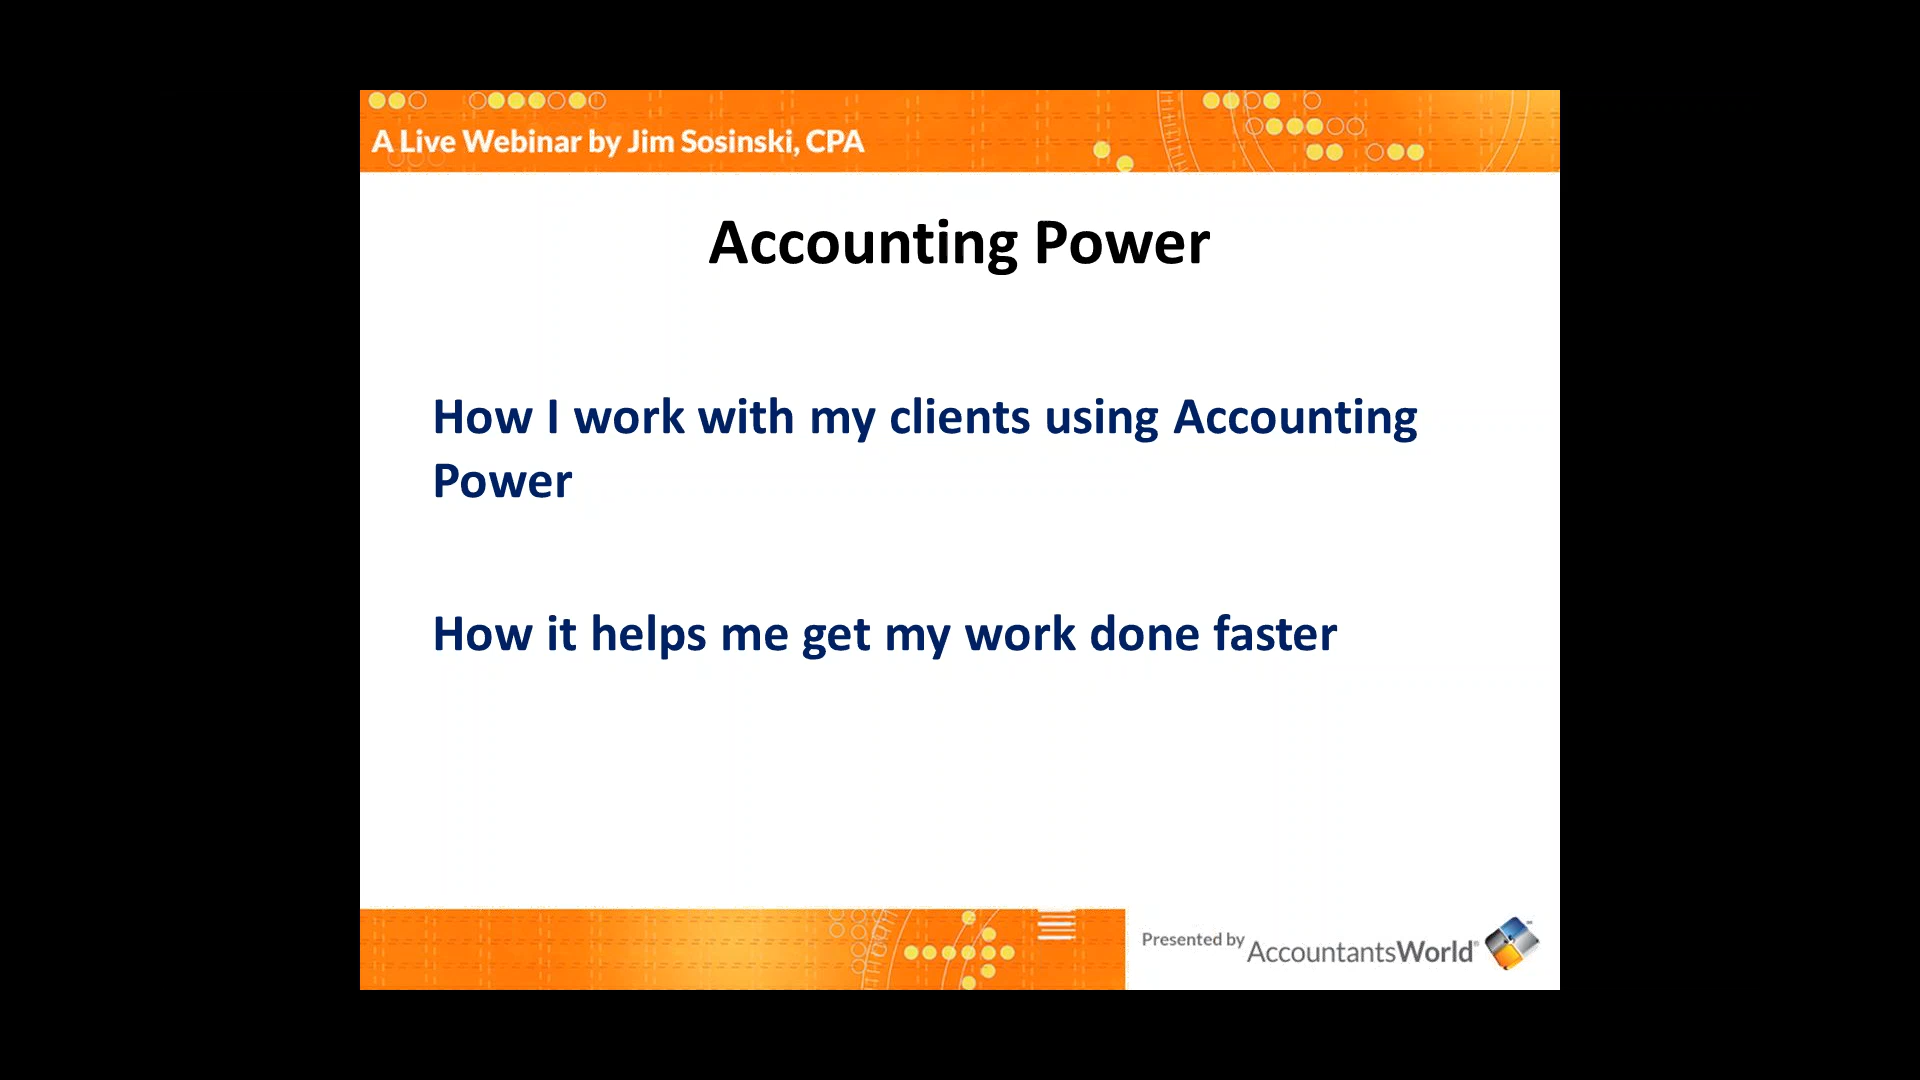 A Live Webinar by Jim Sosinski, CPA
Accounting Power
How I work with my clients using Accounting
Power
How it helps me get my work done faster
Presented by AccountantsWorld®